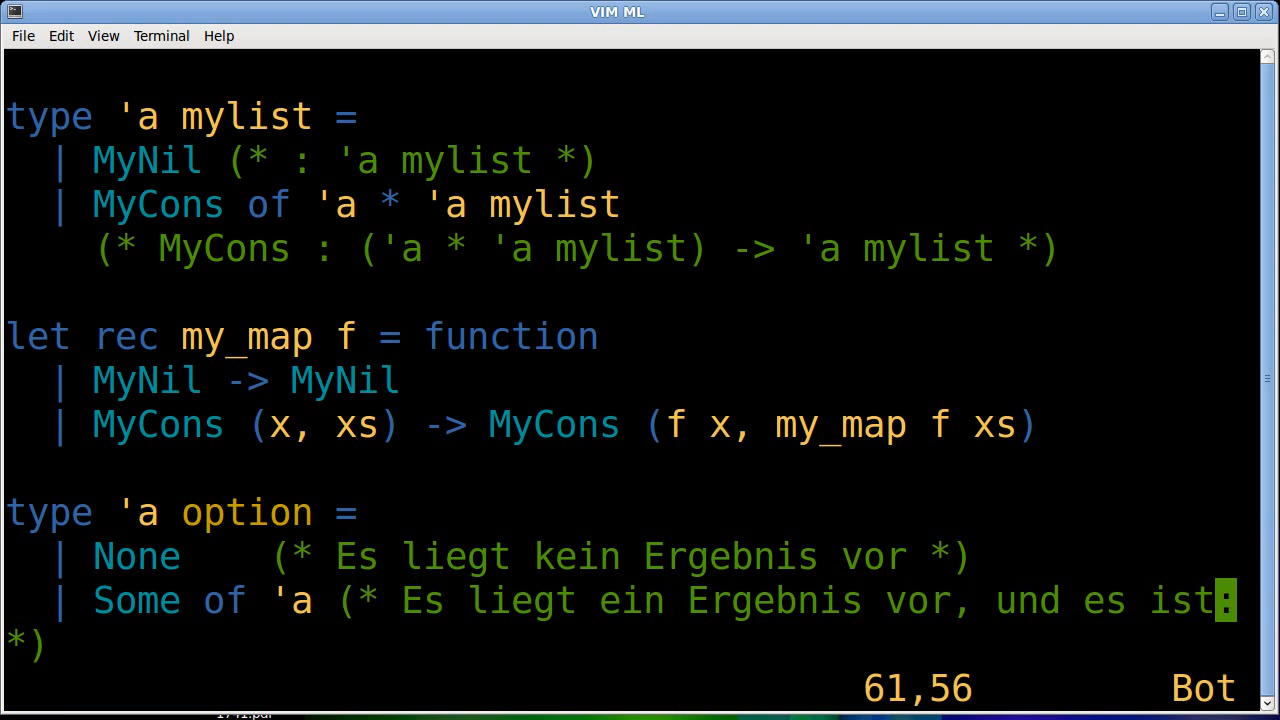 VIM ML
File Edit View Terminal Help
type 'a mylist =
  | MyNil (* : 'a mylist *)
  | MyCons of 'a * 'a mylist
    (* MyCons : ('a * 'a mylist) -> 'a mylist *)
let rec my_map f = function
  | MyNil -> MyNil
  | MyCons (x, xs) -> MyCons (f x, my_map f xs)
type 'a option =
  | None    (* Es liegt kein Ergebnis vor *)
  | Some of 'a (* Es liegt ein Ergebnis vor, und es ist:
*)
61,56 Bot